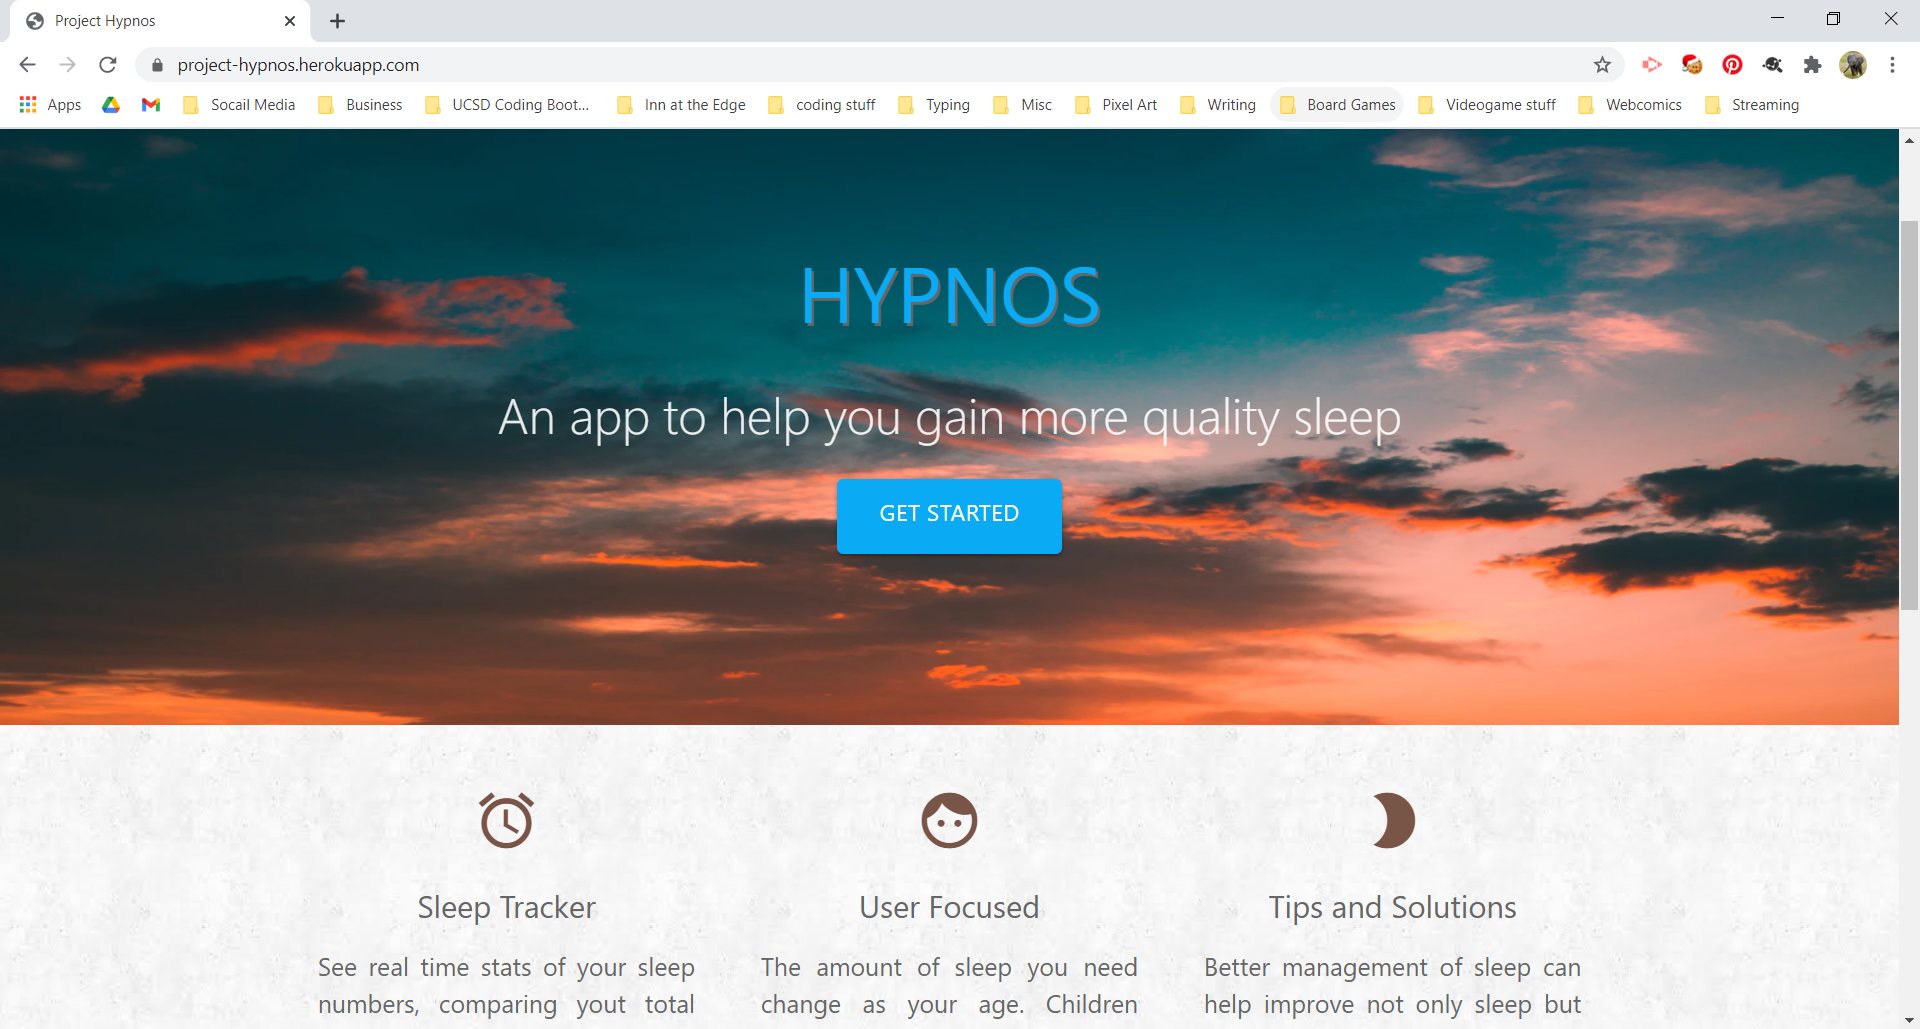 Project Hypnos
project-hypnos.herokuapp.com
Apps Socail Media Business UCSD Coding Boot... Inn at the Edge coding stuff Typing Misc Pixel Art Writing Board Games Videogame stuff Webcomics Streaming
HYPNOS
An app to help you gain more quality sleep
GET STARTED
Sleep Tracker
See real time stats of your sleep
numbers, comparing yout total
User Focused
The amount of sleep you need
change as your age. Children
Tips and Solutions
Better management of sleep can
help improve not only sleep but